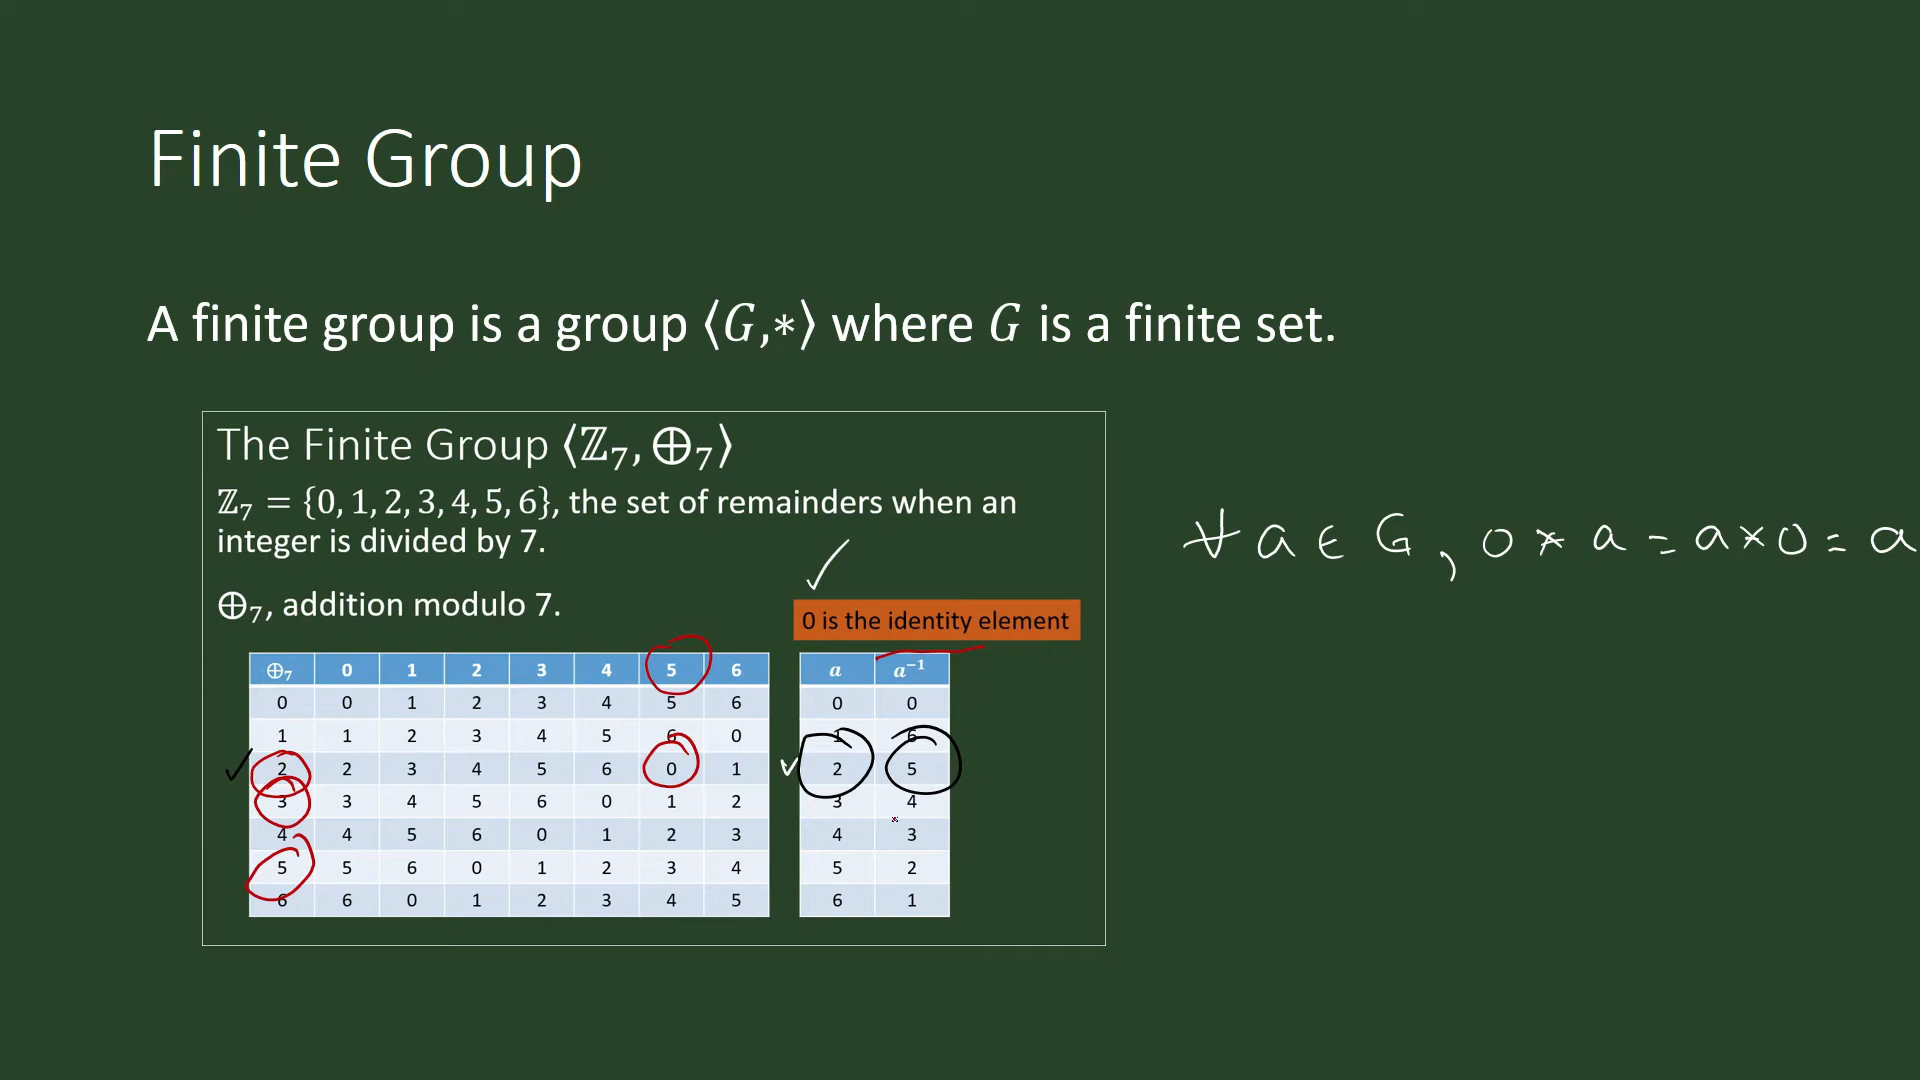 Finite Group
A finite group is a group ⟨G,∗⟩ where G is a finite set.
The Finite Group ⟨ℤ₇, ⊕₇⟩
ℤ₇ = {0, 1, 2, 3, 4, 5, 6}, the set of remainders when an
integer is divided by 7.
∀ a ∈ G, 0 * a = a * 0 = a
⊕₇, addition modulo 7.
0 is the identity element
⊕₇ 0 1 2 3 4 5 6
0 0 1 2 3 4 5 6
1 1 2 3 4 5 6 0
2 2 3 4 5 6 0 1
3 3 4 5 6 0 1 2
4 4 5 6 0 1 2 3
5 5 6 0 1 2 3 4
6 6 0 1 2 3 4 5
a a⁻¹
0 0
1 6
2 5
3 4
4 3
5 2
6 1